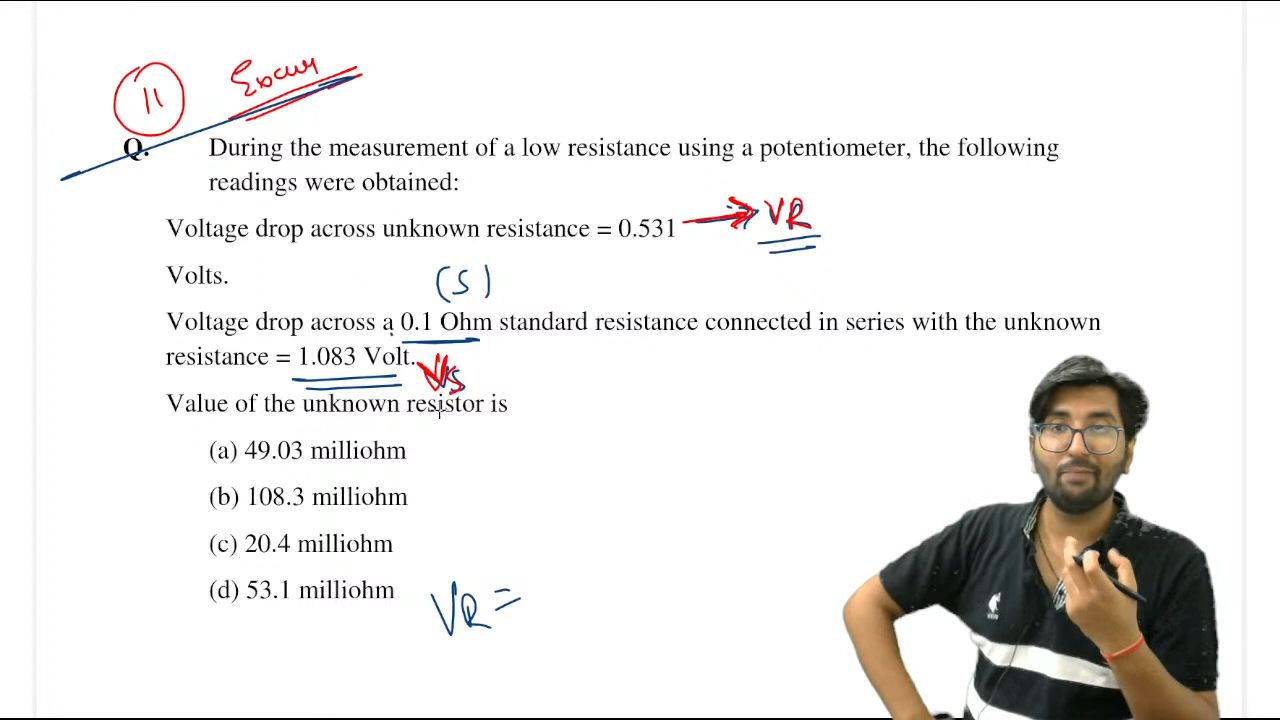 11
Q. During the measurement of a low resistance using a potentiometer, the following
readings were obtained:
Voltage drop across unknown resistance = 0.531 → VR
Volts.
(S)
Voltage drop across a 0.1 Ohm standard resistance connected in series with the unknown
resistance = 1.083 Volt. VS
Value of the unknown resistor is
(a) 49.03 milliohm
(b) 108.3 milliohm
(c) 20.4 milliohm
(d) 53.1 milliohm
VR =